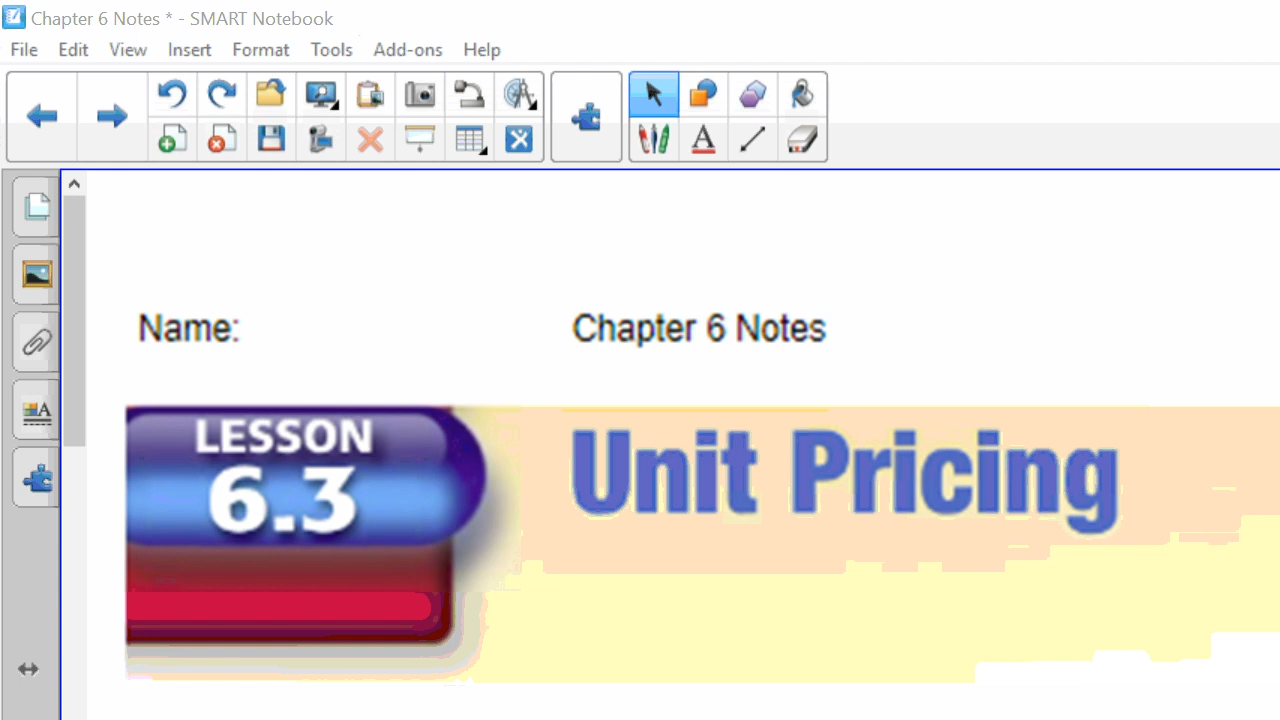 Chapter 6 Notes * - SMART Notebook
File Edit View Insert Format Tools Add-ons Help
Name: Chapter 6 Notes
LESSON
6.3
Unit Pricing